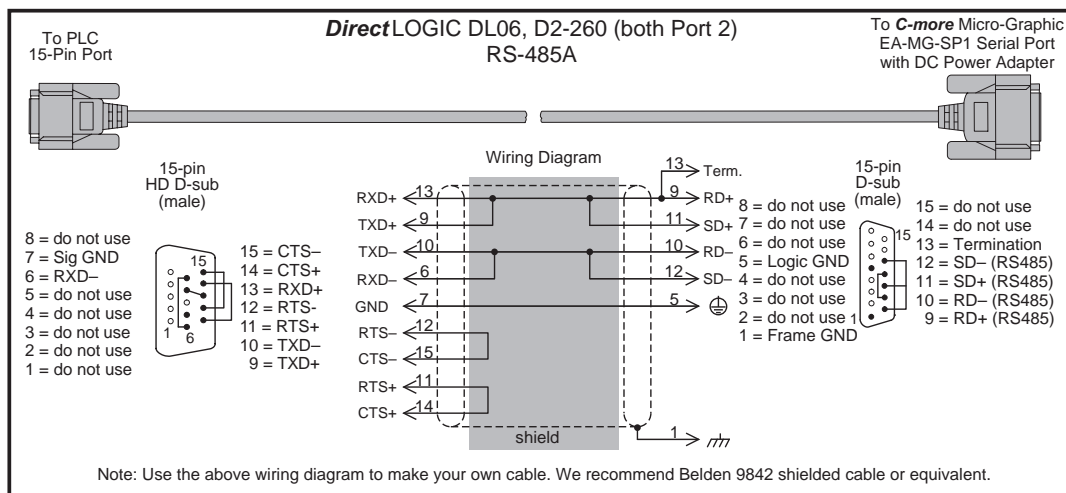 DirectLOGIC DL06, D2-260 (both Port 2)
RS-485A
To PLC
15-Pin Port
To C-more Micro-Graphic
EA-MG-SP1 Serial Port
with DC Power Adapter
15-pin
HD D-sub
(male)
8 = do not use
7 = Sig GND
6 = RXD–
5 = do not use
4 = do not use
3 = do not use
2 = do not use
1 = do not use
15
1
6
15 = CTS–
14 = CTS+
13 = RXD+
12 = RTS-
11 = RTS+
10 = TXD–
9 = TXD+
Wiring Diagram
RXD+ 13
TXD+ 9
TXD– 10
RXD– 6
GND 7
RTS– 12
CTS– 15
RTS+ 11
CTS+ 14
13 Term.
9 RD+
11 SD+
10 RD–
12 SD–
5
1
shield
15-pin
D-sub
(male)
8 = do not use
7 = do not use
6 = do not use
5 = Logic GND
4 = do not use
3 = do not use
2 = do not use
1 = Frame GND
15
1
15 = do not use
14 = do not use
13 = Termination
12 = SD– (RS485)
11 = SD+ (RS485)
10 = RD– (RS485)
9 = RD+ (RS485)
Note: Use the above wiring diagram to make your own cable. We recommend Belden 9842 shielded cable or equivalent.